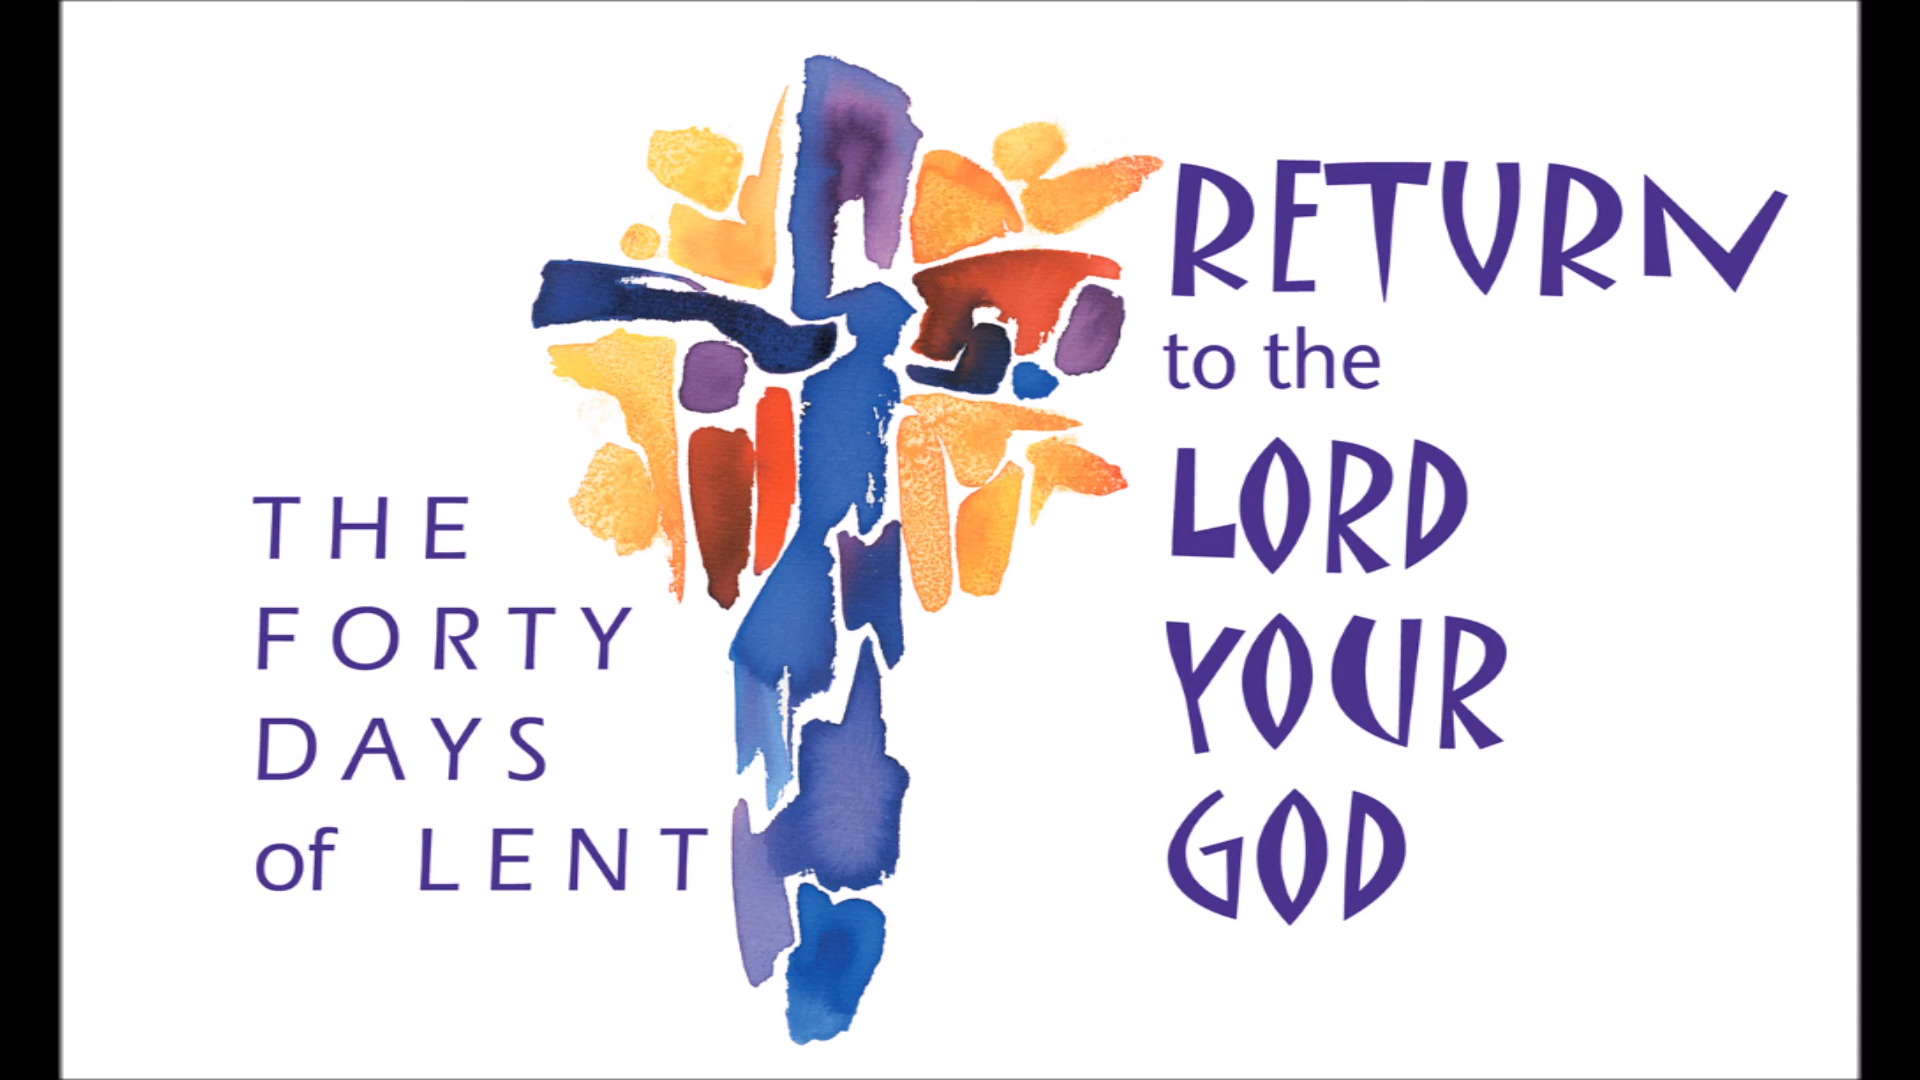 THE
FORTY
DAYS
of LENT
RETURN
to the
LORD
YOUR
GOD